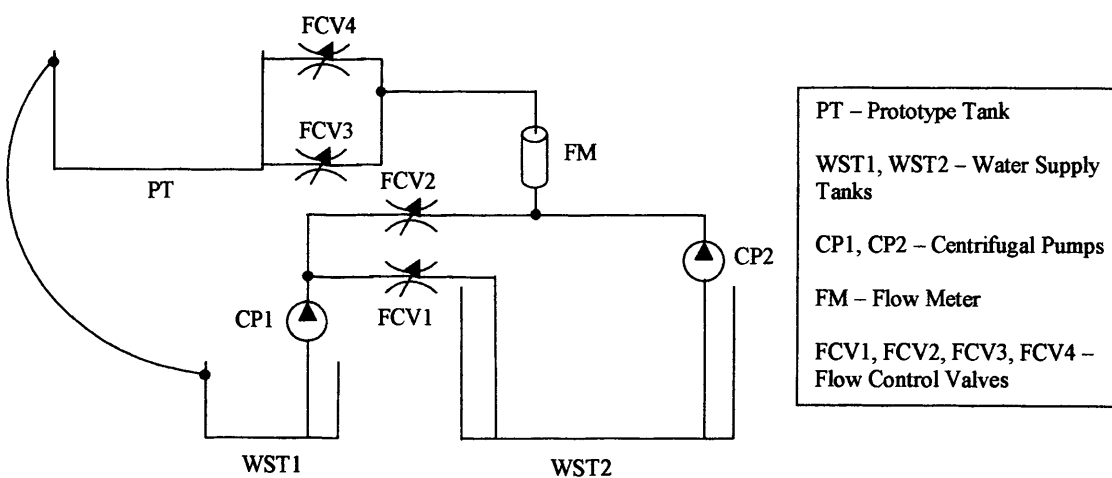 FCV4
FCV3
FM
PT
FCV2
CP2
CP1
FCV1
WST1
WST2
PT – Prototype Tank
WST1, WST2 – Water Supply
Tanks
CP1, CP2 – Centrifugal Pumps
FM – Flow Meter
FCV1, FCV2, FCV3, FCV4 –
Flow Control Valves